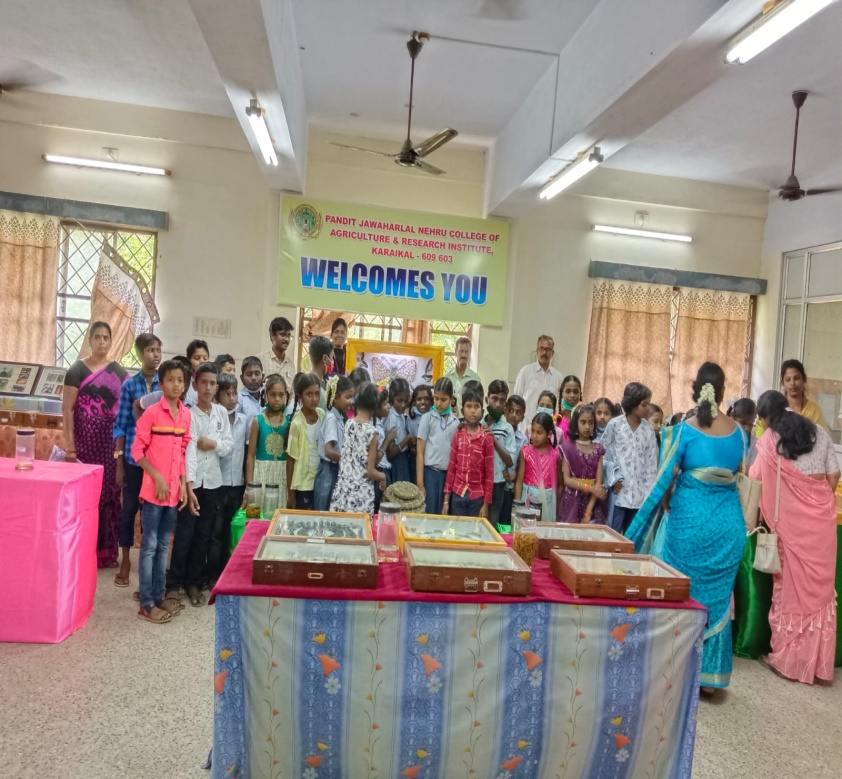 PANDIT JAWAHARLAL NEHRU COLLEGE OF
AGRICULTURE & RESEARCH INSTITUTE,
KARAIKAL - 609 603
WELCOMES YOU